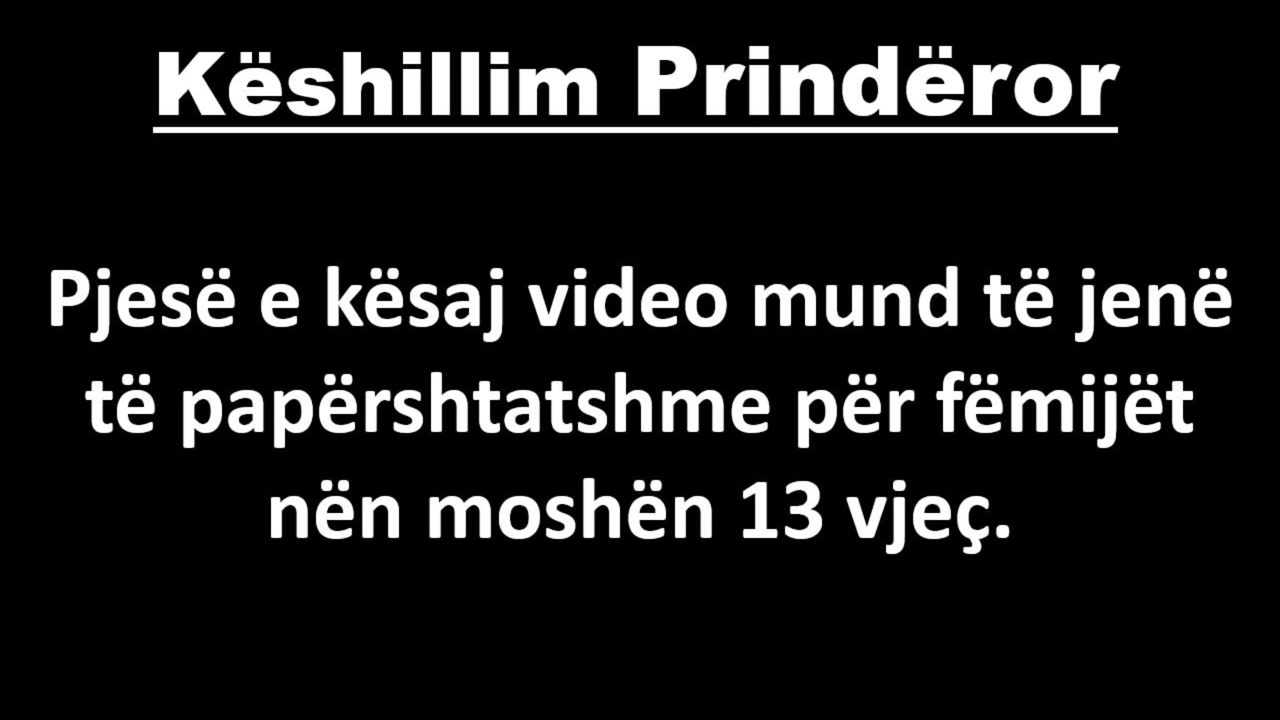 Këshillim Prindëror
Pjesë e kësaj video mund të jenë
të papërshtatshme për fëmijët
nën moshën 13 vjeç.